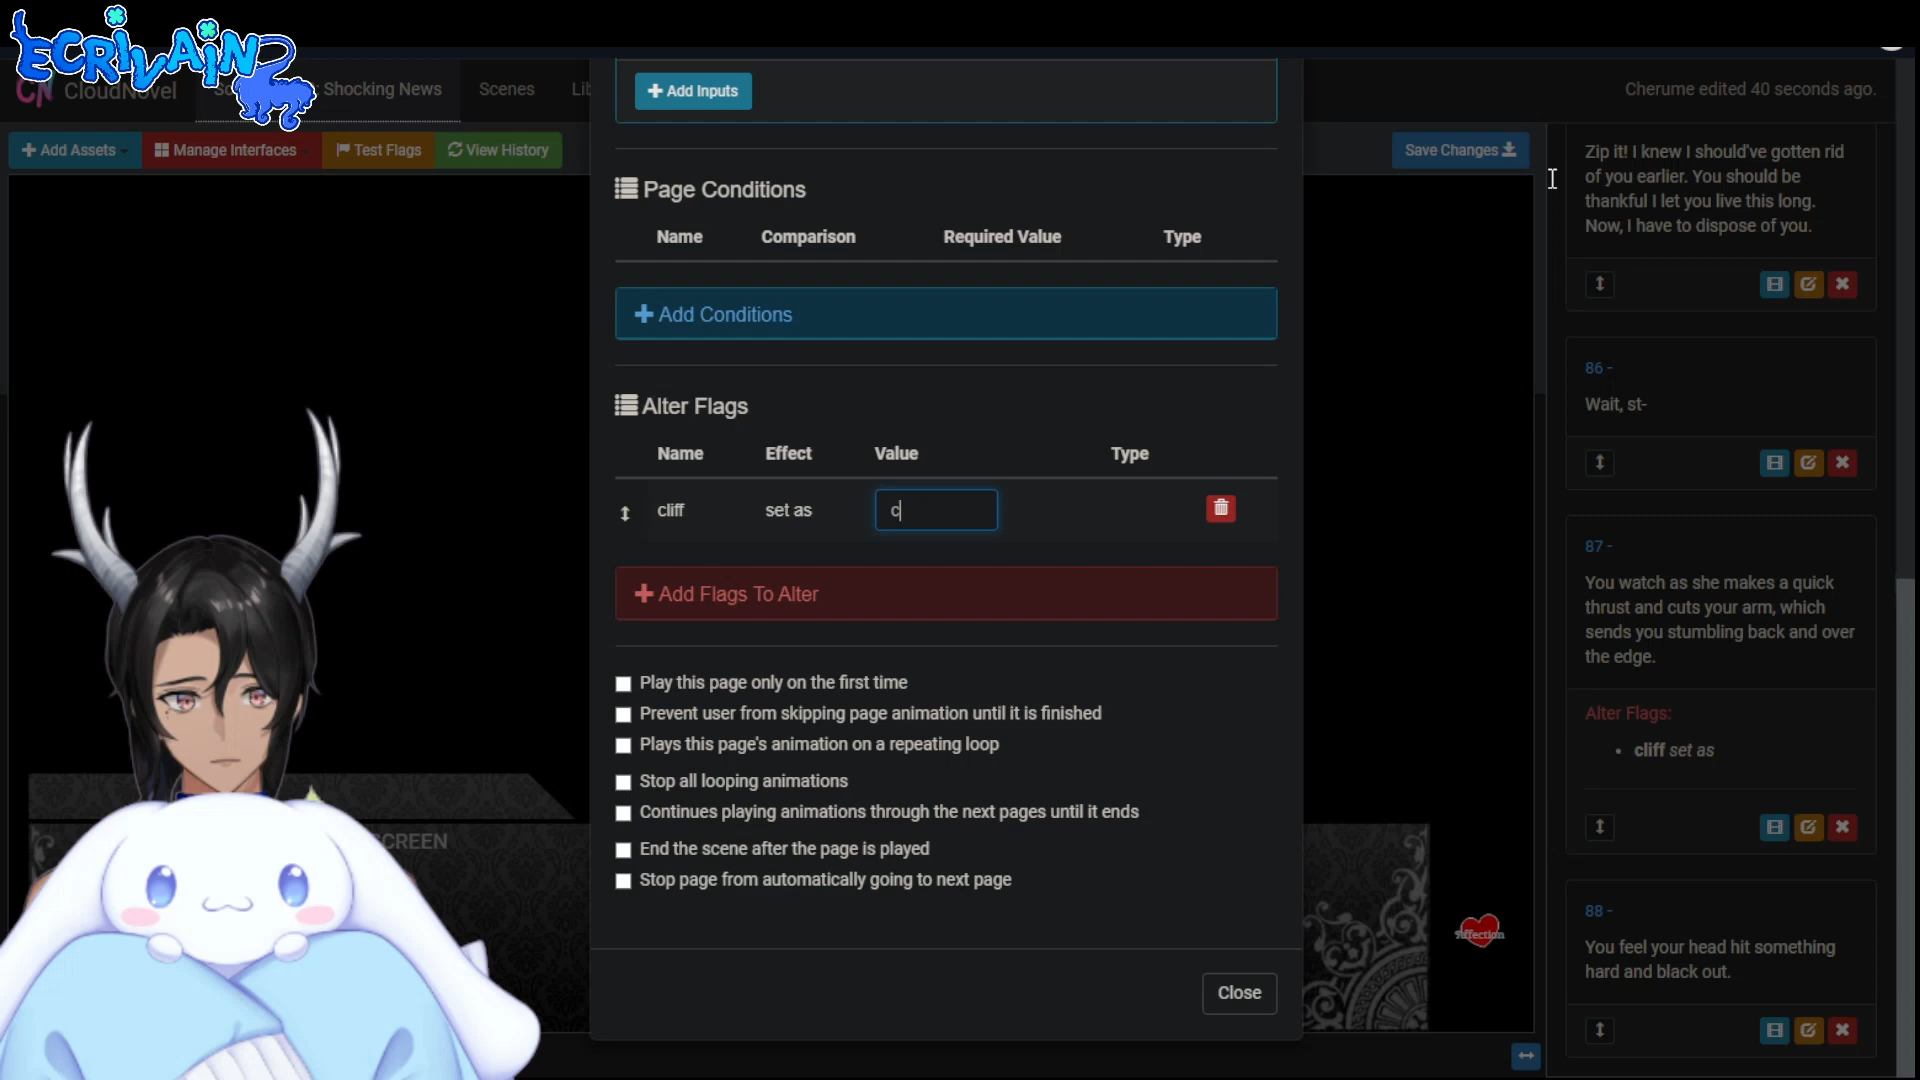 ECRIVAIN
CN CloudNovel
Shocking News
Scenes
Lib
Cherume edited 40 seconds ago.
Add Assets
Manage Interfaces
Test Flags
View History
Save Changes
Add Inputs
Page Conditions
Name Comparison Required Value Type
Add Conditions
Alter Flags
Name Effect Value Type
cliff set as c
Add Flags To Alter
Play this page only on the first time
Prevent user from skipping page animation until it is finished
Plays this page's animation on a repeating loop
Stop all looping animations
Continues playing animations through the next pages until it ends
End the scene after the page is played
Stop page from automatically going to next page
Close
SCREEN
Affection
Zip it! I knew I should've gotten rid
of you earlier. You should be
thankful I let you live this long.
Now, I have to dispose of you.
86 -
Wait, st-
87 -
You watch as she makes a quick
thrust and cuts your arm, which
sends you stumbling back and over
the edge.
Alter Flags:
cliff set as
88 -
You feel your head hit something
hard and black out.